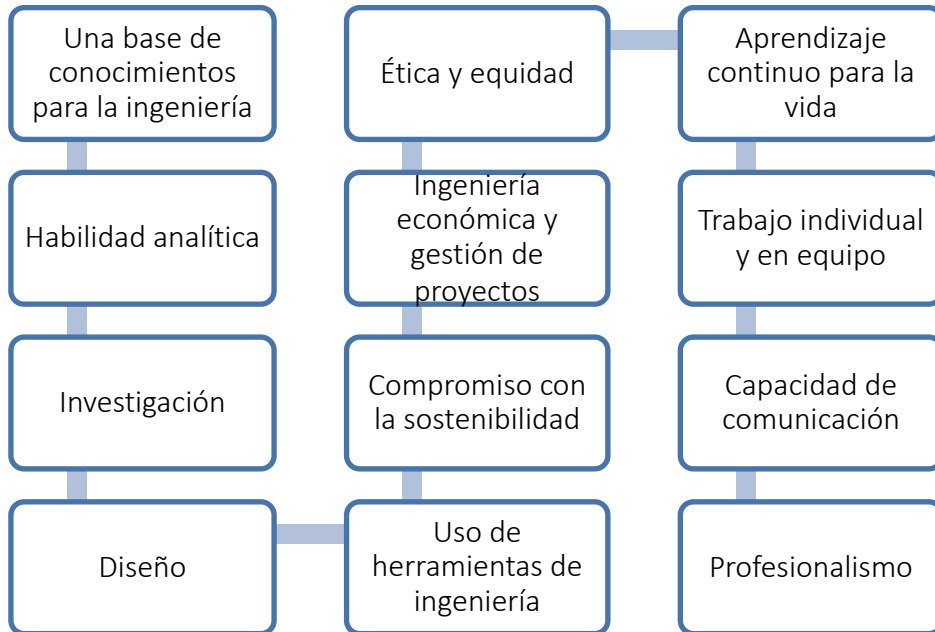 Una base de
conocimientos
para la ingeniería
Habilidad analítica
Investigación
Diseño
Uso de
herramientas de
ingeniería
Compromiso con
la sostenibilidad
Ingeniería
económica y
gestión de
proyectos
Ética y equidad
Aprendizaje
continuo para la
vida
Trabajo individual
y en equipo
Capacidad de
comunicación
Profesionalismo